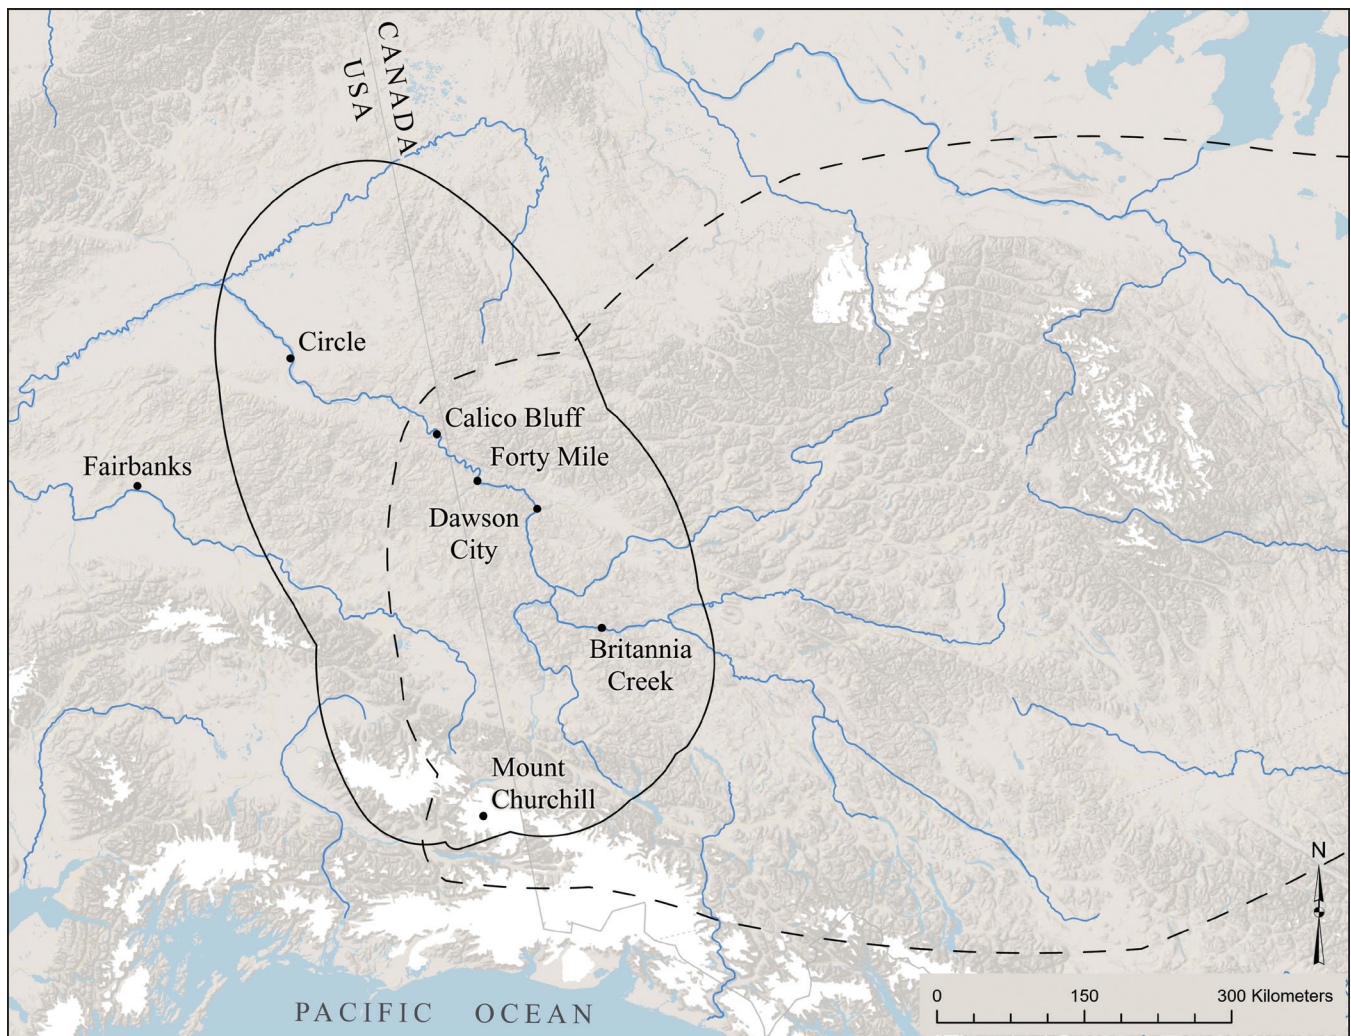 CANADA
USA
Circle
Calico Bluff
Forty Mile
Fairbanks
Dawson
City
Britannia
Creek
Mount
Churchill
N
0 150 300 Kilometers
PACIFIC OCEAN